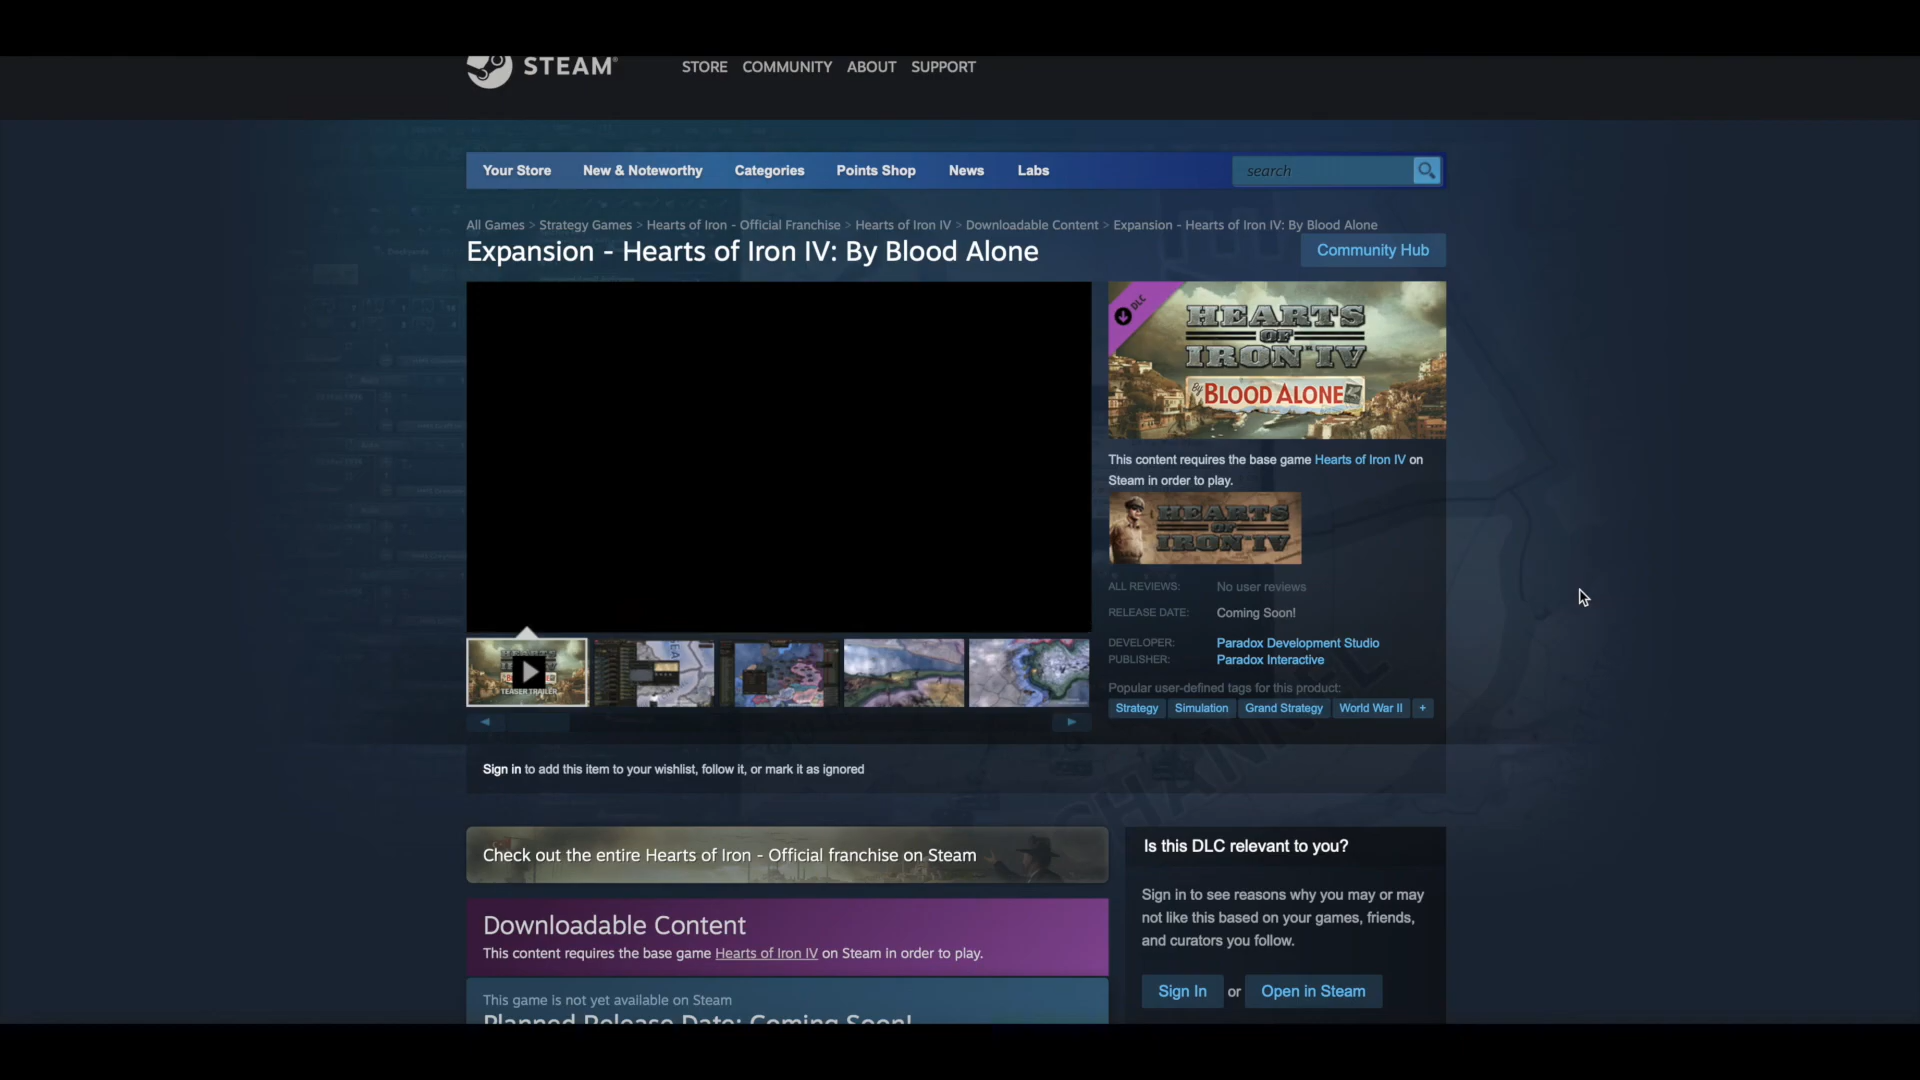 STEAM®
STORE COMMUNITY ABOUT SUPPORT
Your Store New & Noteworthy Categories Points Shop News Labs search
All Games > Strategy Games > Hearts of Iron - Official Franchise > Hearts of Iron IV > Downloadable Content > Expansion - Hearts of Iron IV: By Blood Alone
Expansion - Hearts of Iron IV: By Blood Alone
Community Hub
DLC
HEARTS
OF
IRON IV
By BLOOD ALONE
This content requires the base game Hearts of Iron IV on
Steam in order to play.
HEARTS
OF
IRON IV
ALL REVIEWS: No user reviews
RELEASE DATE: Coming Soon!
DEVELOPER: Paradox Development Studio
PUBLISHER: Paradox Interactive
Popular user-defined tags for this product:
Strategy Simulation Grand Strategy World War II +
TEASER TRAILER
Sign in to add this item to your wishlist, follow it, or mark it as ignored
CHANNEL
Check out the entire Hearts of Iron - Official franchise on Steam
Downloadable Content
This content requires the base game Hearts of Iron IV on Steam in order to play.
This game is not yet available on Steam
Planned Release Date: Coming Soon!
Is this DLC relevant to you?
Sign in to see reasons why you may or may
not like this based on your games, friends,
and curators you follow.
Sign In or Open in Steam